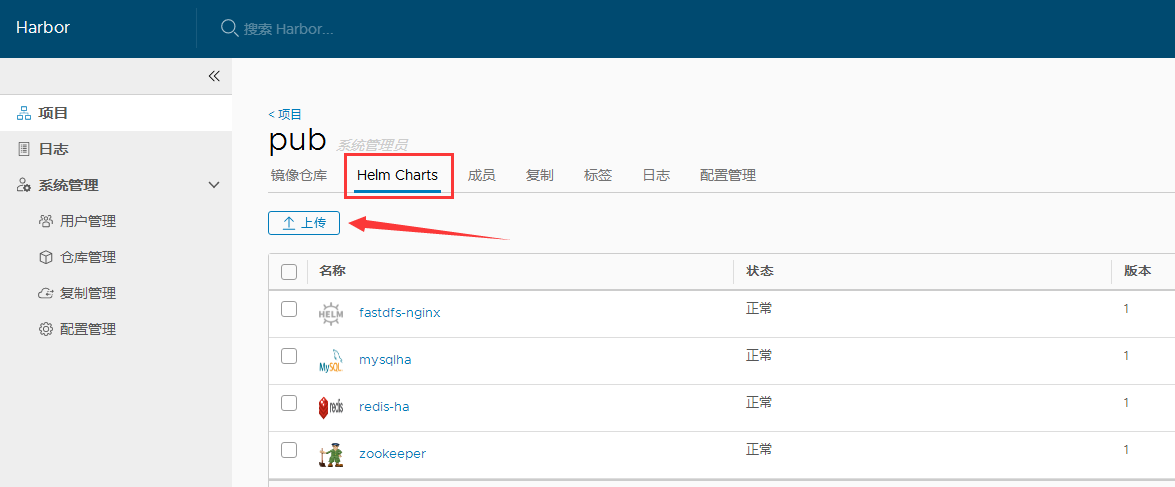 Harbor
搜索 Harbor...
项目
日志
系统管理
用户管理
仓库管理
复制管理
配置管理
< 项目
pub 系统管理员
镜像仓库 Helm Charts 成员 复制 标签 日志 配置管理
上传
名称 状态 版本
HELM fastdfs-nginx 正常 1
MySQL mysqlha 正常 1
redis redis-ha 正常 1
zookeeper 正常 1